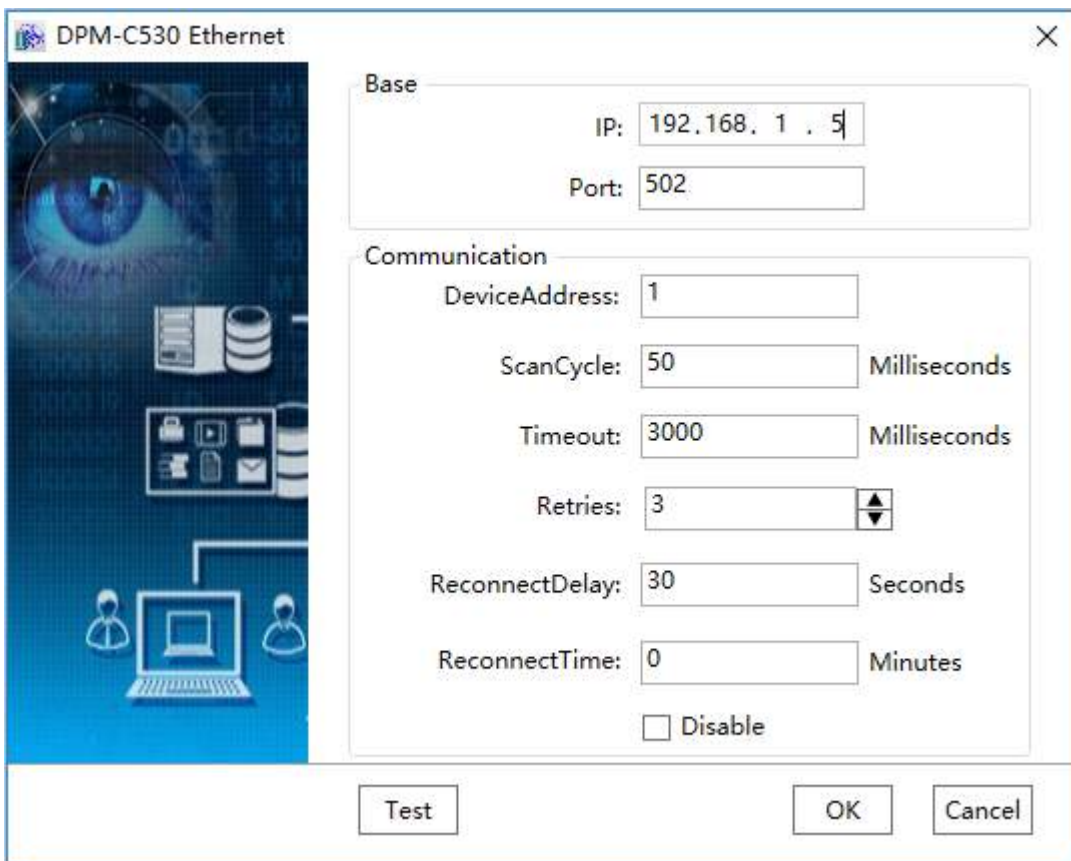 DPM-C530 Ethernet
Base
IP: 192.168. 1 . 5
Port: 502
Communication
DeviceAddress: 1
ScanCycle: 50 Milliseconds
Timeout: 3000 Milliseconds
Retries: 3
ReconnectDelay: 30 Seconds
ReconnectTime: 0 Minutes
Disable
Test OK Cancel